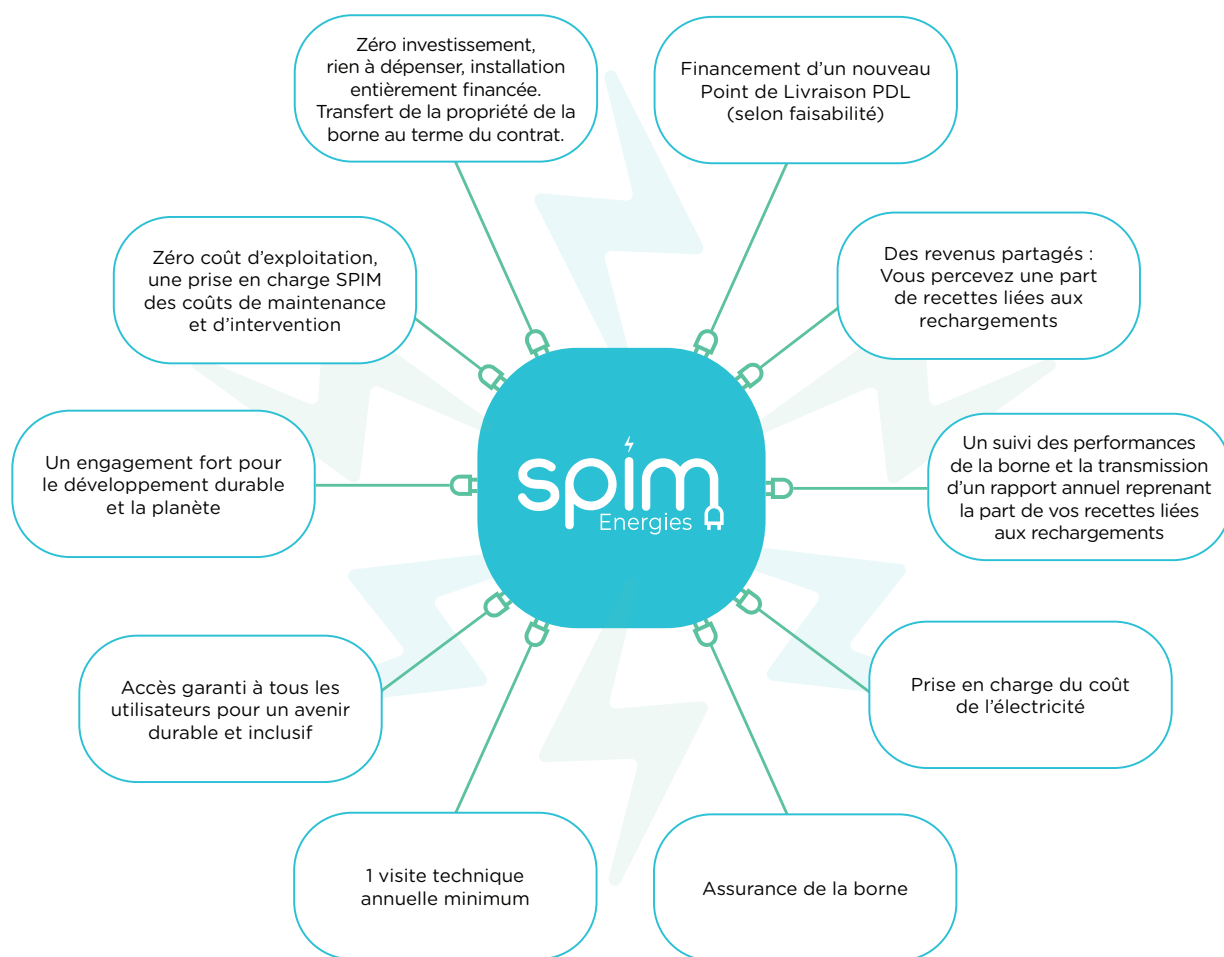 Zéro investissement,
rien à dépenser, installation
entièrement financée.
Transfert de la propriété de la
borne au terme du contrat.
Financement d’un nouveau
Point de Livraison PDL
(selon faisabilité)
Zéro coût d’exploitation,
une prise en charge SPIM
des coûts de maintenance
et d’intervention
Des revenus partagés :
Vous percevez une part
de recettes liées aux
rechargements
Un engagement fort pour
le développement durable
et la planète
spim
Energies
Un suivi des performances
de la borne et la transmission
d’un rapport annuel reprenant
la part de vos recettes liées
aux rechargements
Accès garanti à tous les
utilisateurs pour un avenir
durable et inclusif
Prise en charge du coût
de l’électricité
1 visite technique
annuelle minimum
Assurance de la borne